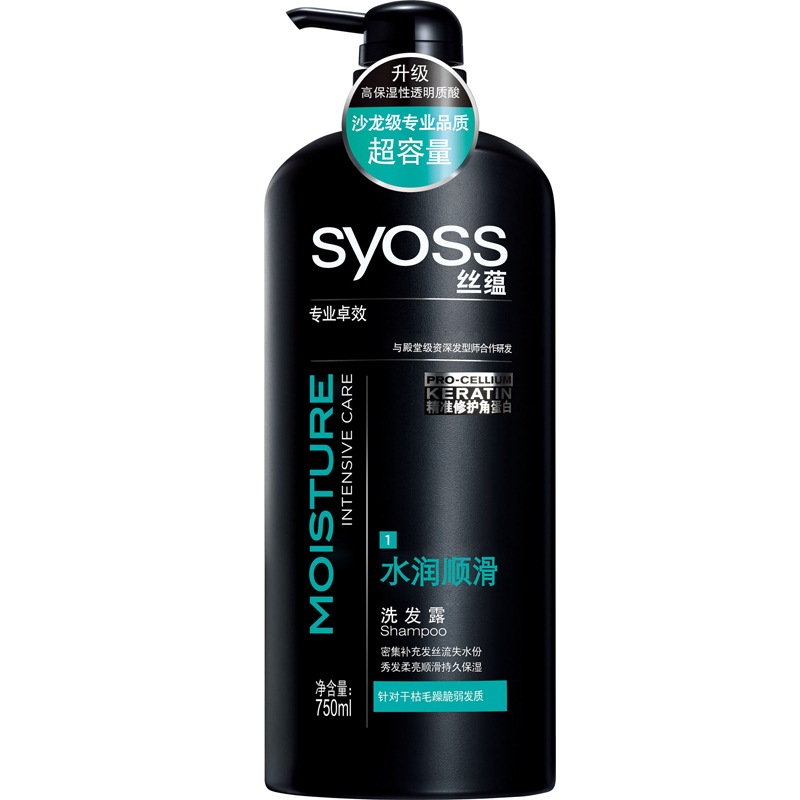 升级
高保湿性透明质酸
沙龙级专业品质
超容量
syoss
丝蕴
专业卓效
与殿堂级资深发型师合作研发
PRO-CELLIUM
KERATIN
精准修护角蛋白
MOISTURE
INTENSIVE CARE
1
水润顺滑
洗发露
Shampoo
密集补充发丝流失水份
秀发柔亮顺滑持久保湿
针对干枯毛躁脆弱发质
净含量:
750ml